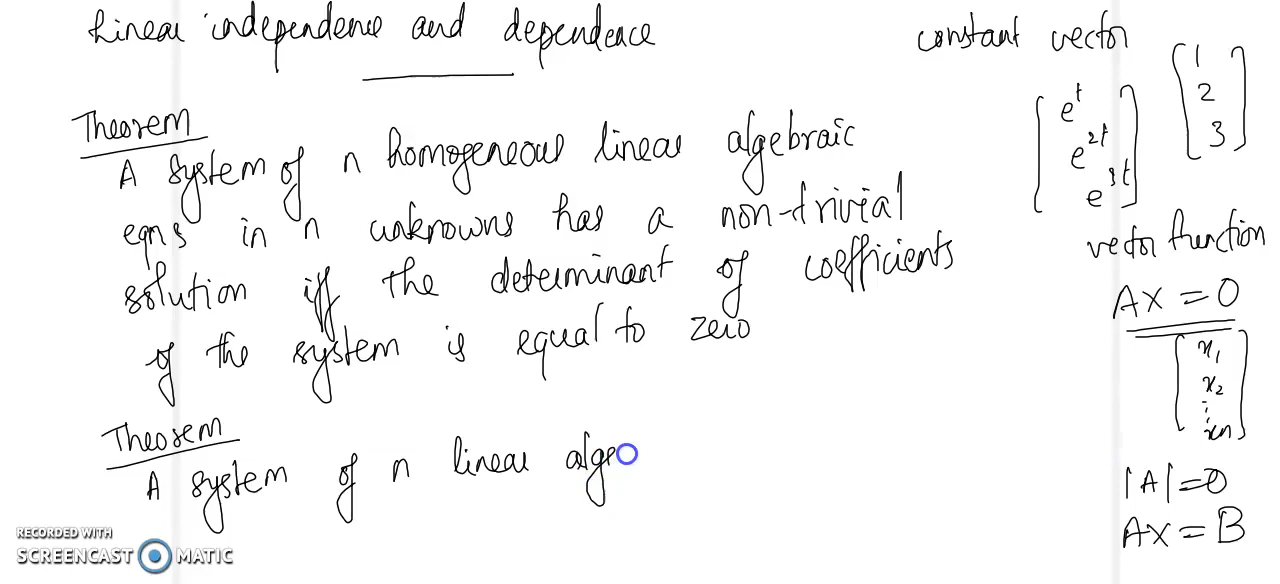 Linear independence and dependence
Theorem
A system of n homogeneous linear algebraic
eqns in n unknowns has a non-trivial
solution iff the determinant of coefficients
of the system is equal to zero
Theorem
A system of n linear alge
constant vector
[1
2
3]
[e^t
e^2t
e^3t]
vector function
AX = 0
[x1
x2
⋮
xn]
|A| = 0
AX = B
RECORDED WITH
SCREENCAST MATIC